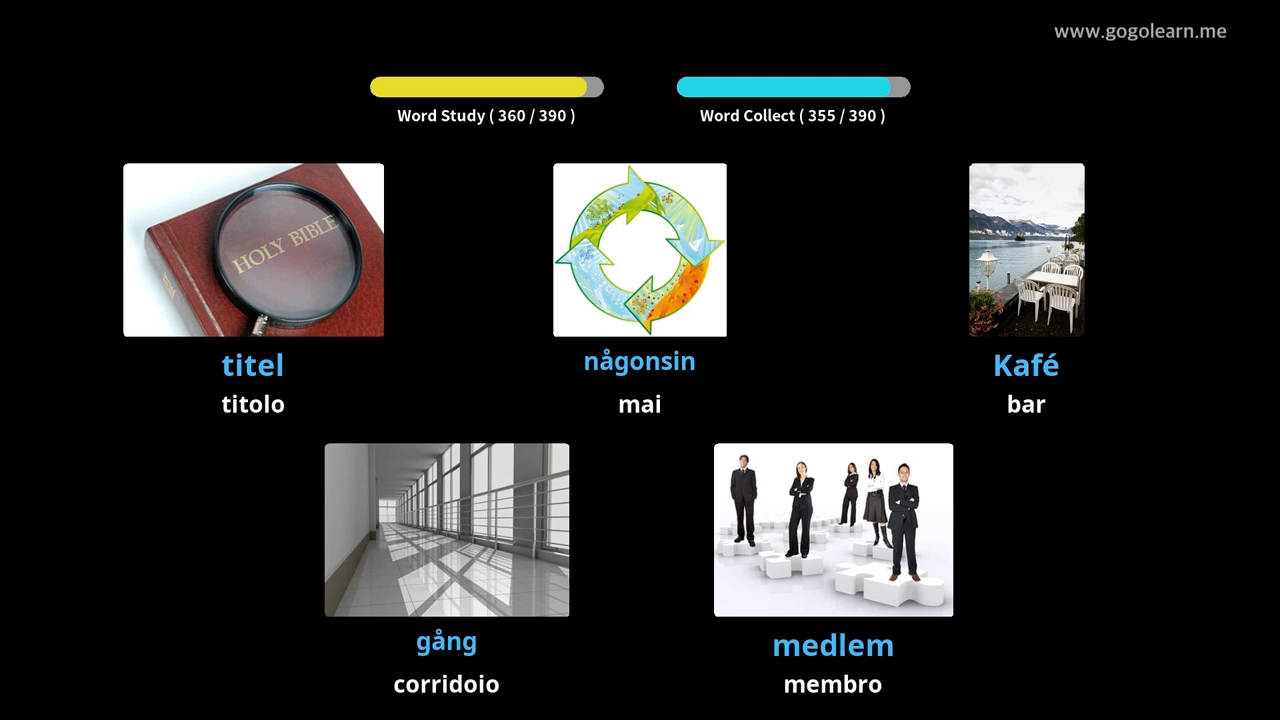 www.gogolearn.me
Word Study ( 360 / 390 )
Word Collect ( 355 / 390 )
HOLY BIBLE
titel
titolo
någonsin
mai
Kafé
bar
gång
corridoio
medlem
membro